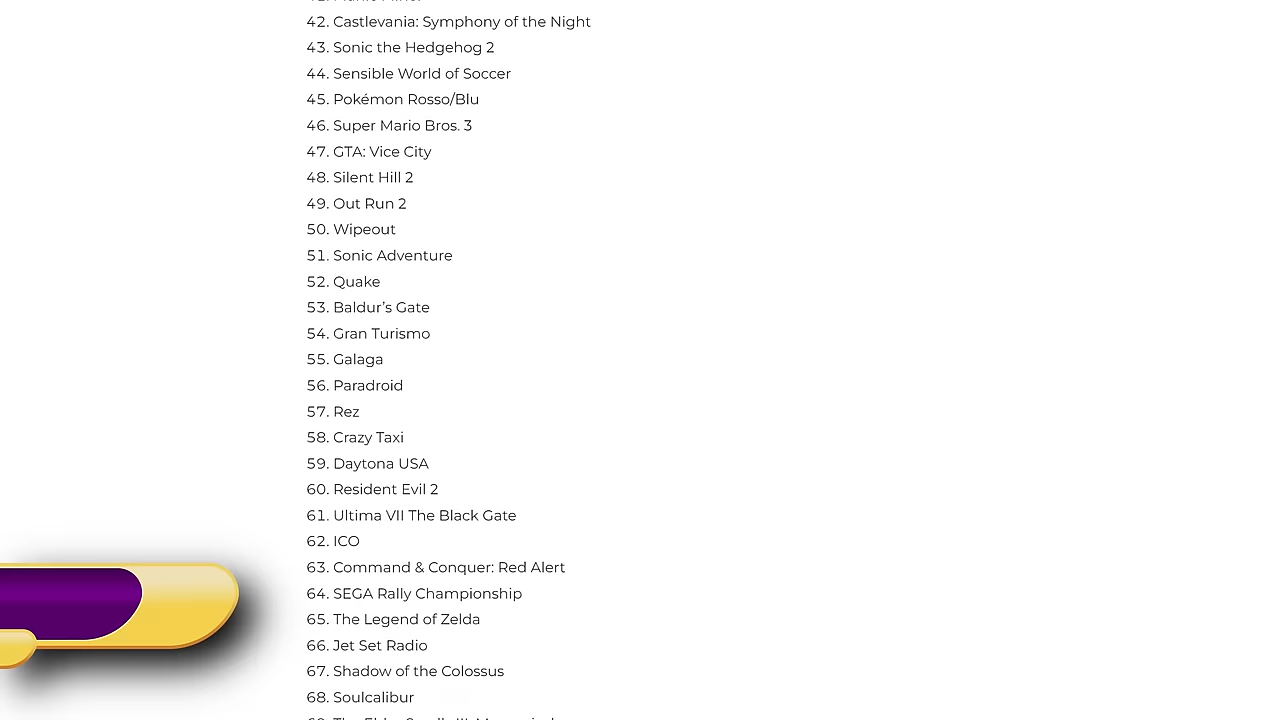 42. Castlevania: Symphony of the Night
43. Sonic the Hedgehog 2
44. Sensible World of Soccer
45. Pokémon Rosso/Blu
46. Super Mario Bros. 3
47. GTA: Vice City
48. Silent Hill 2
49. Out Run 2
50. Wipeout
51. Sonic Adventure
52. Quake
53. Baldur’s Gate
54. Gran Turismo
55. Galaga
56. Paradroid
57. Rez
58. Crazy Taxi
59. Daytona USA
60. Resident Evil 2
61. Ultima VII The Black Gate
62. ICO
63. Command & Conquer: Red Alert
64. SEGA Rally Championship
65. The Legend of Zelda
66. Jet Set Radio
67. Shadow of the Colossus
68. Soulcalibur